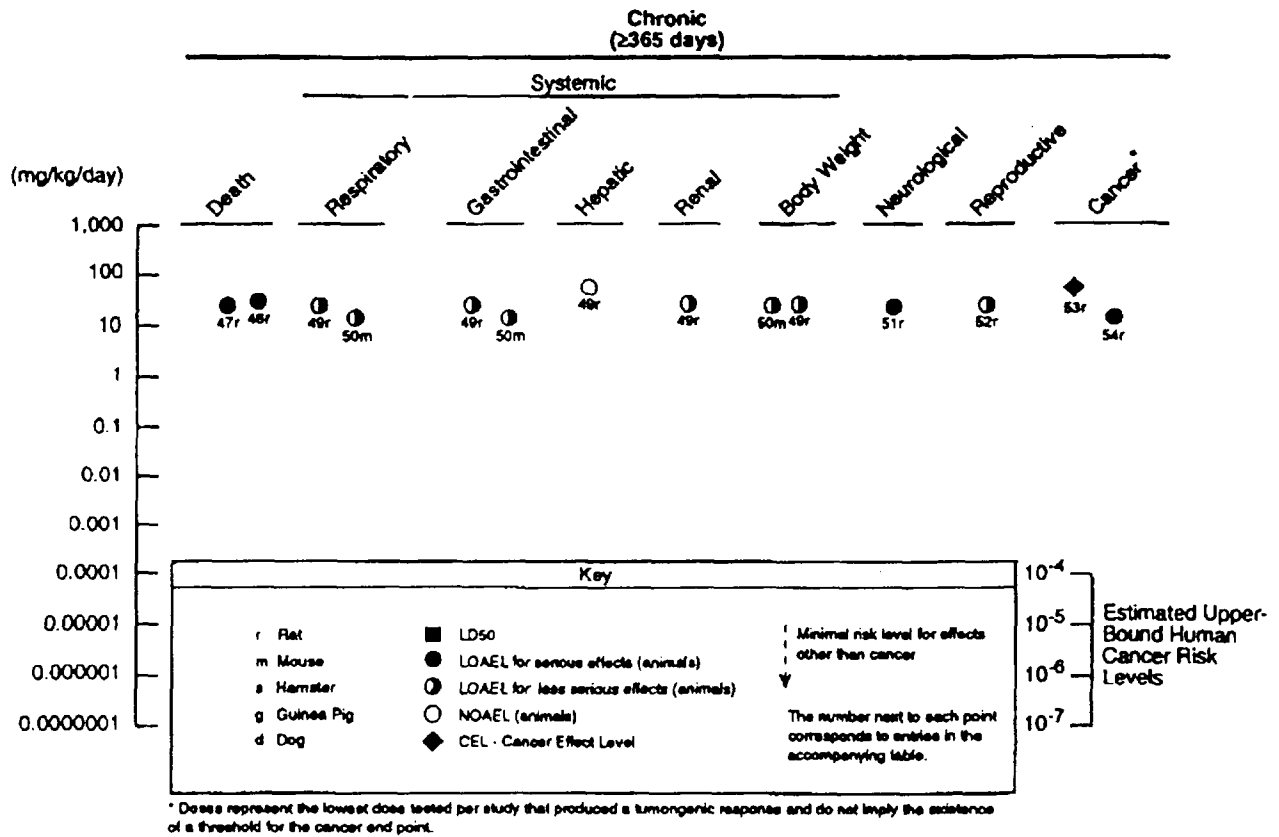 Chronic
(≥365 days)
Systemic
Death
Respiratory
Gastrointestinal
Hepatic
Renal
Body Weight
Neurological
Reproductive
Cancer *
(mg/kg/day)
1,000
100
10
1
0.1
0.01
0.001
0.0001
0.00001
0.000001
0.0000001
47r
48r
49r
50m
49r
50m
49r
49r
50m 49r
51r
52r
53r
54r
Key
r Rat
m Mouse
s Hamster
g Guinea Pig
d Dog
LD50
LOAEL for serious effects (animals)
LOAEL for less serious effects (animals)
NOAEL (animals)
CEL - Cancer Effect Level
Minimal risk level for effects
other than cancer
The number next to each point
corresponds to entries in the
accompanying table.
10-4
10-5
10-6
10-7
Estimated Upper-
Bound Human
Cancer Risk
Levels
* Doses represent the lowest dose tested per study that produced a tumorigenic response and do not imply the existence
of a threshold for the cancer end point.